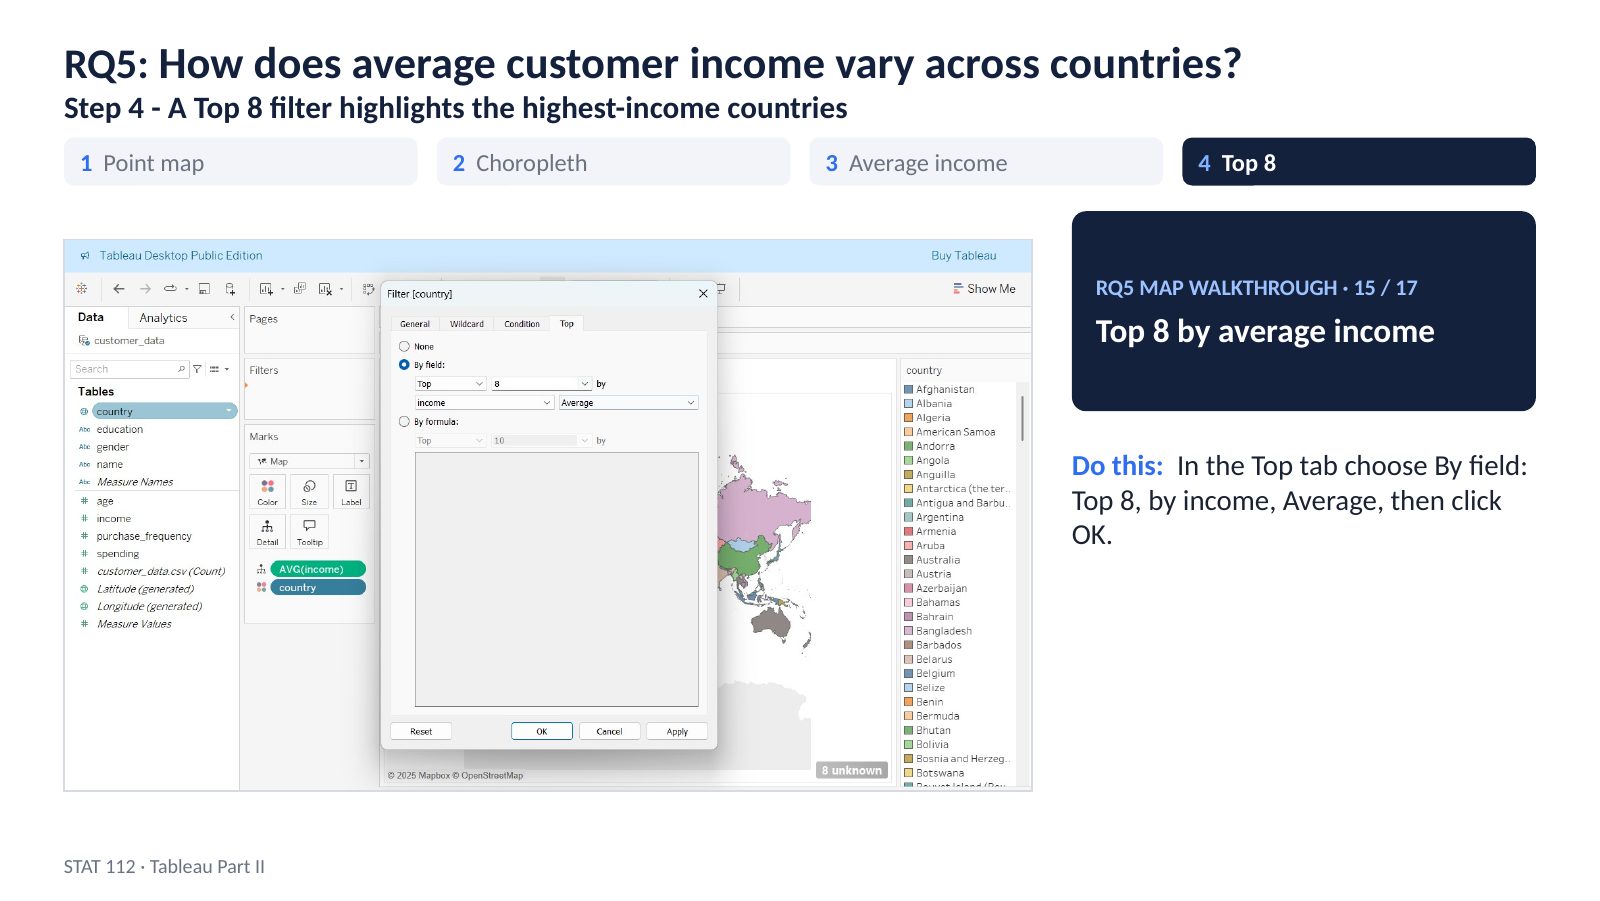 RQ5: How does average customer income vary across countries?
Step 4 - A Top 8 filter highlights the highest-income countries
1 Point map
2 Choropleth
3 Average income
4 Top 8
Tableau Desktop Public Edition
Buy Tableau
Show Me
Data
Analytics
customer_data
Search
Tables
country
Abc education
Abc gender
Abc name
Abc Measure Names
# age
# income
# purchase_frequency
# spending
# customer_data.csv (Count)
Latitude (generated)
Longitude (generated)
# Measure Values
Pages
Filters
Marks
Map
Color
Size
Label
Detail
Tooltip
AVG(income)
country
Filter [country]
General
Wildcard
Condition
Top
None
By field:
Top
8
by
income
Average
By formula:
Top
10
by
Reset
OK
Cancel
Apply
© 2025 Mapbox © OpenStreetMap
8 unknown
country
Afghanistan
Albania
Algeria
American Samoa
Andorra
Angola
Anguilla
Antarctica (the ter..
Antigua and Barbu..
Argentina
Armenia
Aruba
Australia
Austria
Azerbaijan
Bahamas
Bahrain
Bangladesh
Barbados
Belarus
Belgium
Belize
Benin
Bermuda
Bhutan
Bolivia
Bosnia and Herzeg..
Botswana
RQ5 MAP WALKTHROUGH · 15 / 17
Top 8 by average income
Do this: In the Top tab choose By field:
Top 8, by income, Average, then click
OK.
STAT 112 · Tableau Part II